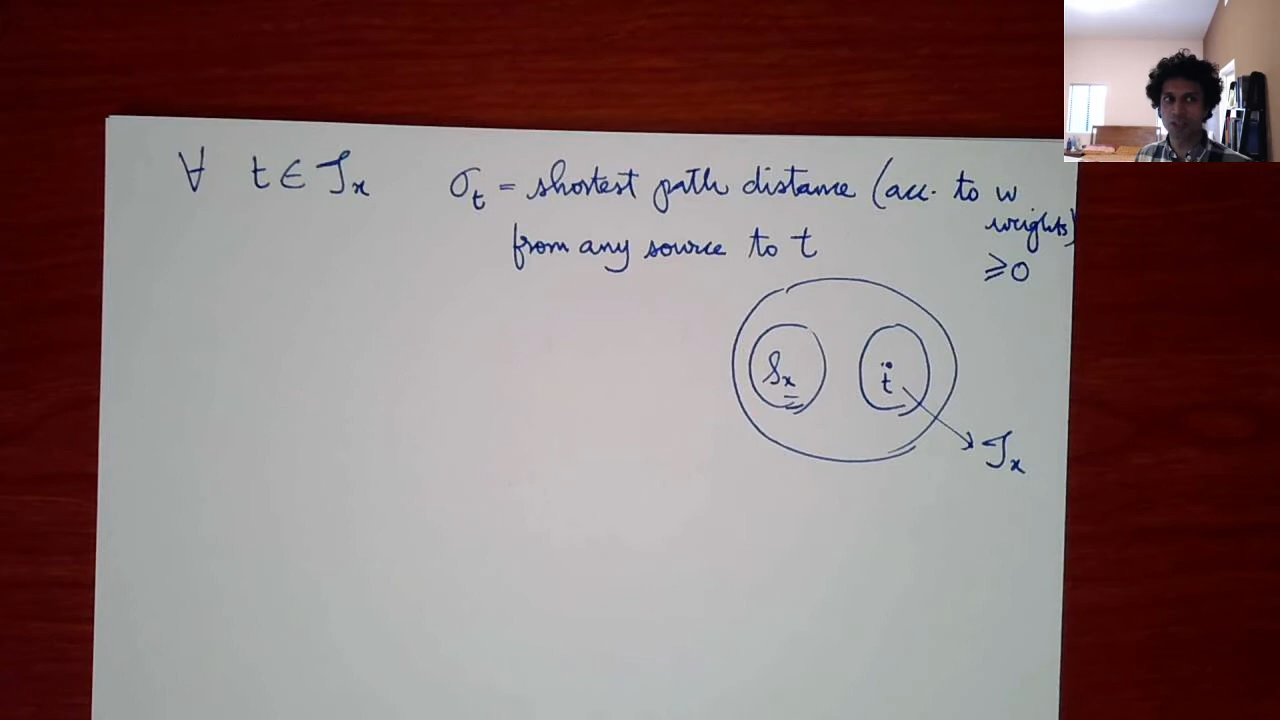 ∀ t ∈ T_x σ_t = shortest path distance (acc. to w
weights)
from any source to t
≥0
S_x
t
T_x